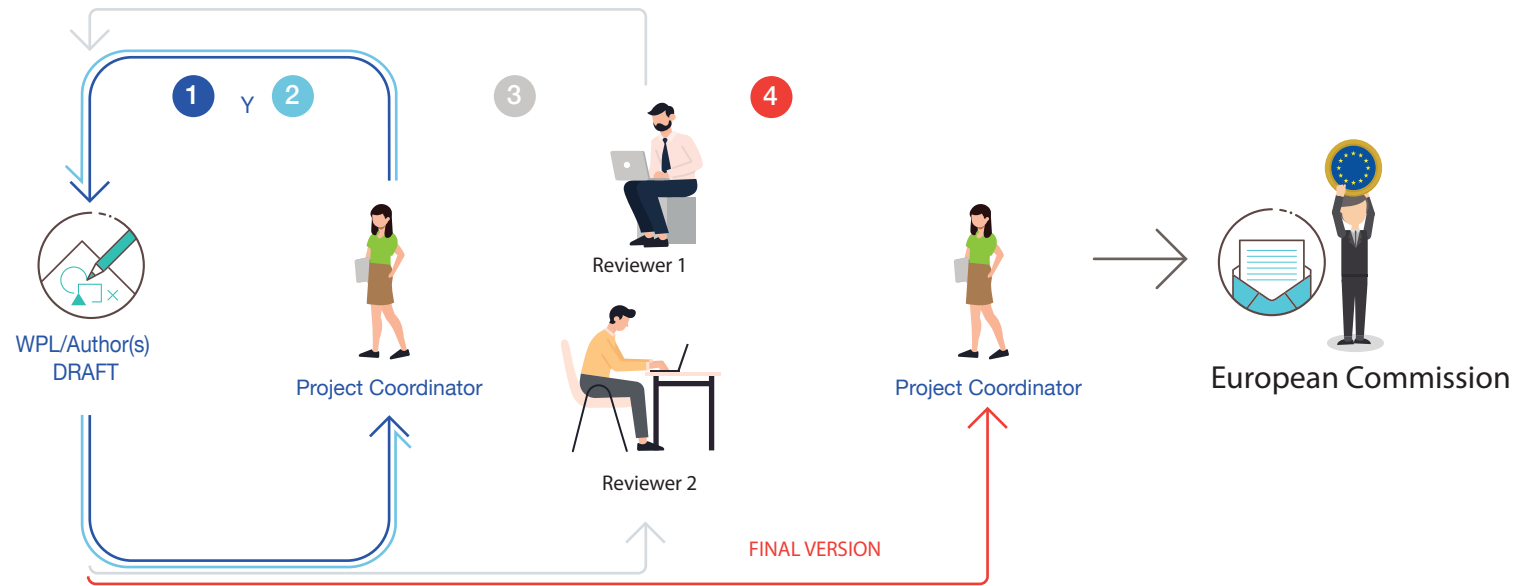 1 Y 2
3
4
Reviewer 1
WPL/Author(s)
DRAFT
Project Coordinator
Project Coordinator
European Commission
Reviewer 2
FINAL VERSION